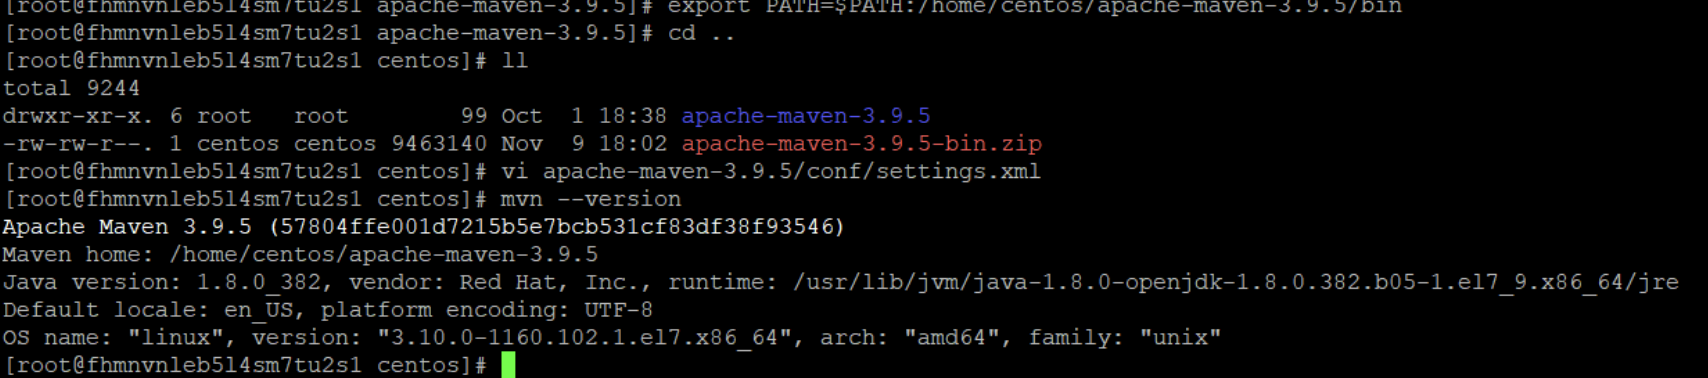 [root@fhmnvnleb5l4sm7tu2s1 apache-maven-3.9.5]# export PATH=$PATH:/home/centos/apache-maven-3.9.5/bin
[root@fhmnvnleb5l4sm7tu2s1 apache-maven-3.9.5]# cd ..
[root@fhmnvnleb5l4sm7tu2s1 centos]# ll
total 9244
drwxr-xr-x. 6 root   root        99 Oct  1 18:38 apache-maven-3.9.5
-rw-rw-r--. 1 centos centos 9463140 Nov  9 18:02 apache-maven-3.9.5-bin.zip
[root@fhmnvnleb5l4sm7tu2s1 centos]# vi apache-maven-3.9.5/conf/settings.xml
[root@fhmnvnleb5l4sm7tu2s1 centos]# mvn --version
Apache Maven 3.9.5 (57804ffe001d7215b5e7bcb531cf83df38f93546)
Maven home: /home/centos/apache-maven-3.9.5
Java version: 1.8.0_382, vendor: Red Hat, Inc., runtime: /usr/lib/jvm/java-1.8.0-openjdk-1.8.0.382.b05-1.el7_9.x86_64/jre
Default locale: en_US, platform encoding: UTF-8
OS name: "linux", version: "3.10.0-1160.102.1.el7.x86_64", arch: "amd64", family: "unix"
[root@fhmnvnleb5l4sm7tu2s1 centos]#